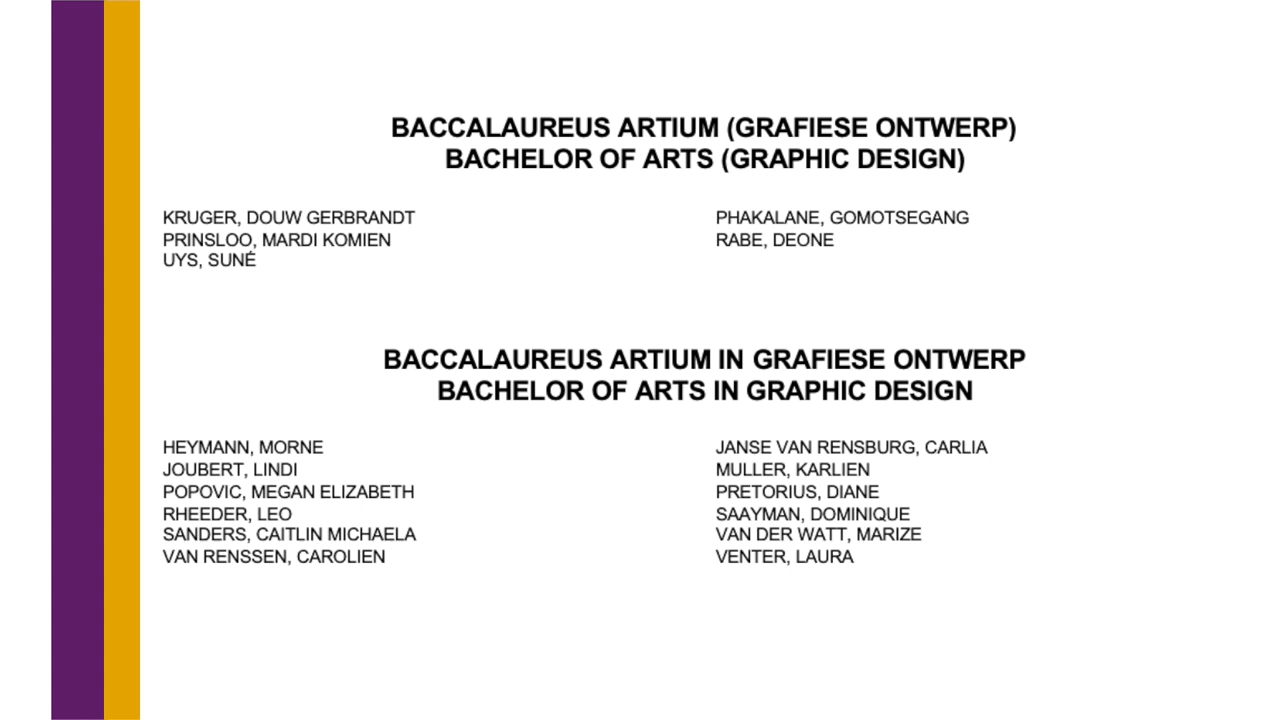 BACCALAUREUS ARTIUM (GRAFIESE ONTWERP)
BACHELOR OF ARTS (GRAPHIC DESIGN)
KRUGER, DOUW GERBRANDT
PHAKALANE, GOMOTSEGANG
PRINSLOO, MARDI KOMIEN
RABE, DEONE
UYS, SUNÉ
BACCALAUREUS ARTIUM IN GRAFIESE ONTWERP
BACHELOR OF ARTS IN GRAPHIC DESIGN
HEYMANN, MORNE
JANSE VAN RENSBURG, CARLIA
JOUBERT, LINDI
MULLER, KARLIEN
POPOVIC, MEGAN ELIZABETH
PRETORIUS, DIANE
RHEEDER, LEO
SAAYMAN, DOMINIQUE
SANDERS, CAITLIN MICHAELA
VAN DER WATT, MARIZE
VAN RENSSEN, CAROLIEN
VENTER, LAURA